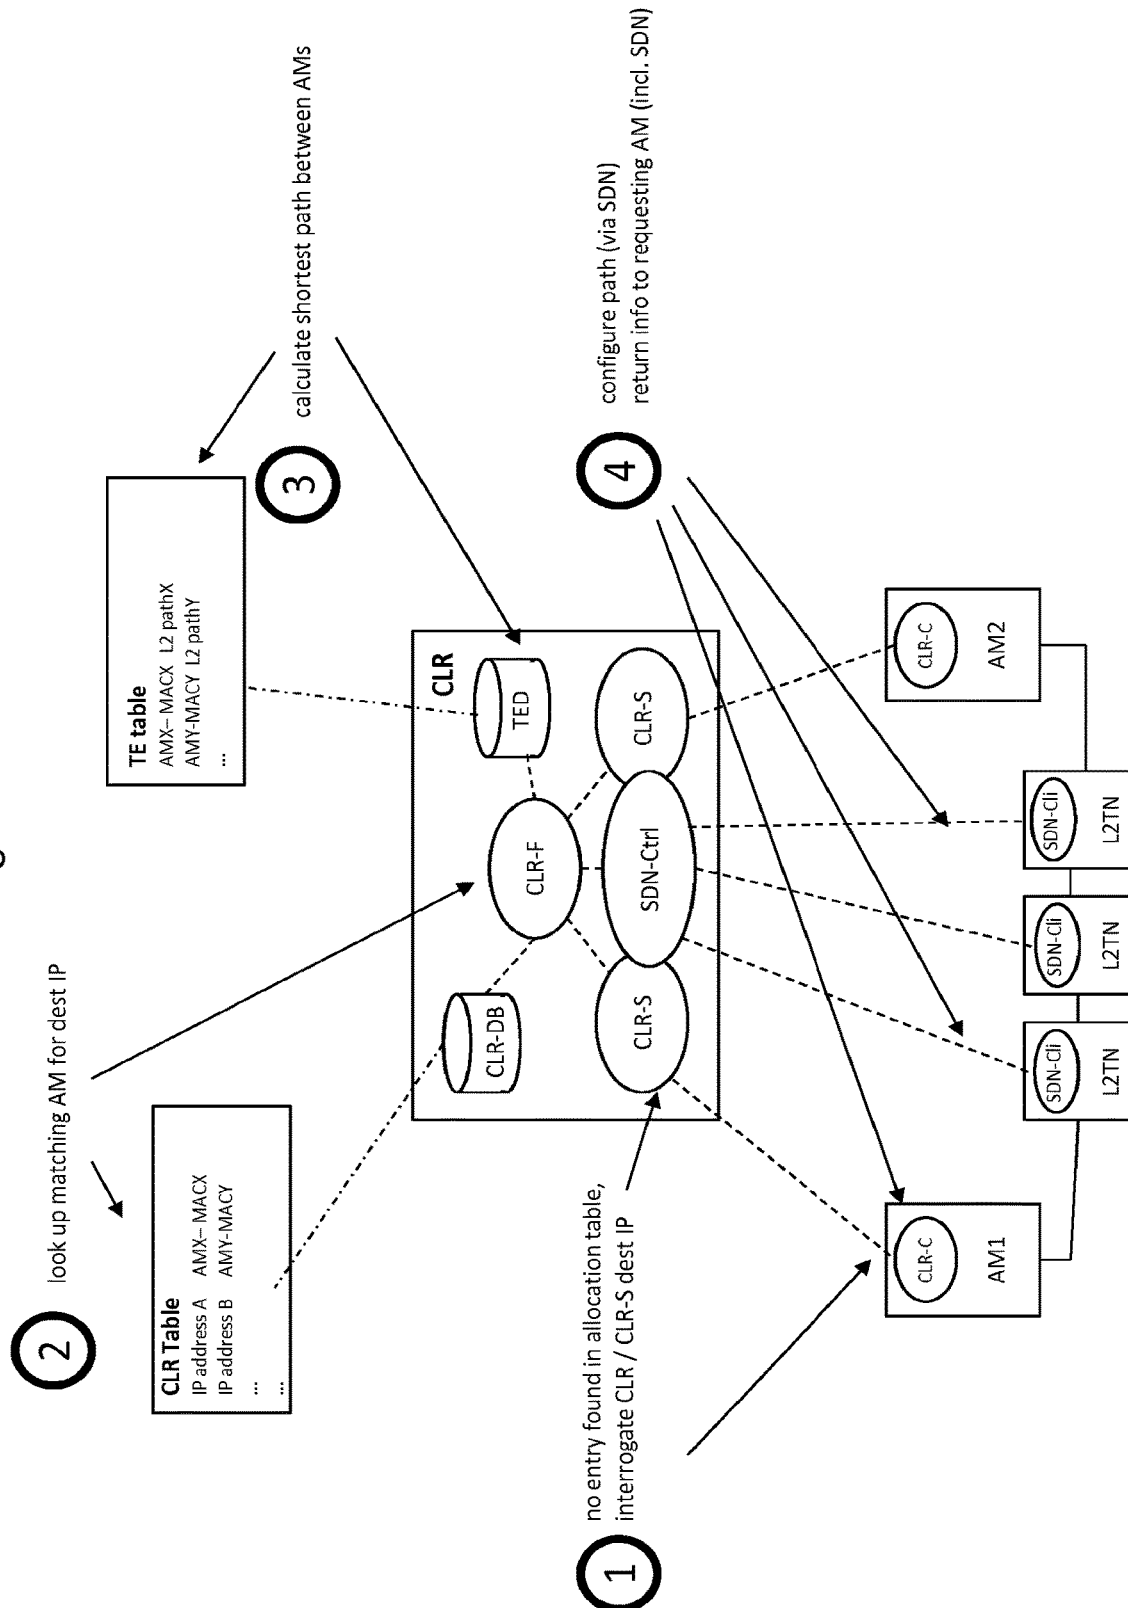 2
look up matching AM for dest IP
CLR Table
IP address A AMX– MACX
IP address B AMY-MACY
...
... ...
TE table
AMX– MACX L2 pathX
AMY-MACY L2 pathY
...
3
calculate shortest path between AMs
CLR
CLR-DB
CLR-F
TED
CLR-S
SDN-Ctrl
CLR-S
1
no entry found in allocation table,
interrogate CLR / CLR-S dest IP
4
configure path (via SDN)
return info to requesting AM (incl. SDN)
CLR-C
AM1
SDN-Cli
L2TN
SDN-Cli
L2TN
SDN-Cli
L2TN
CLR-C
AM2